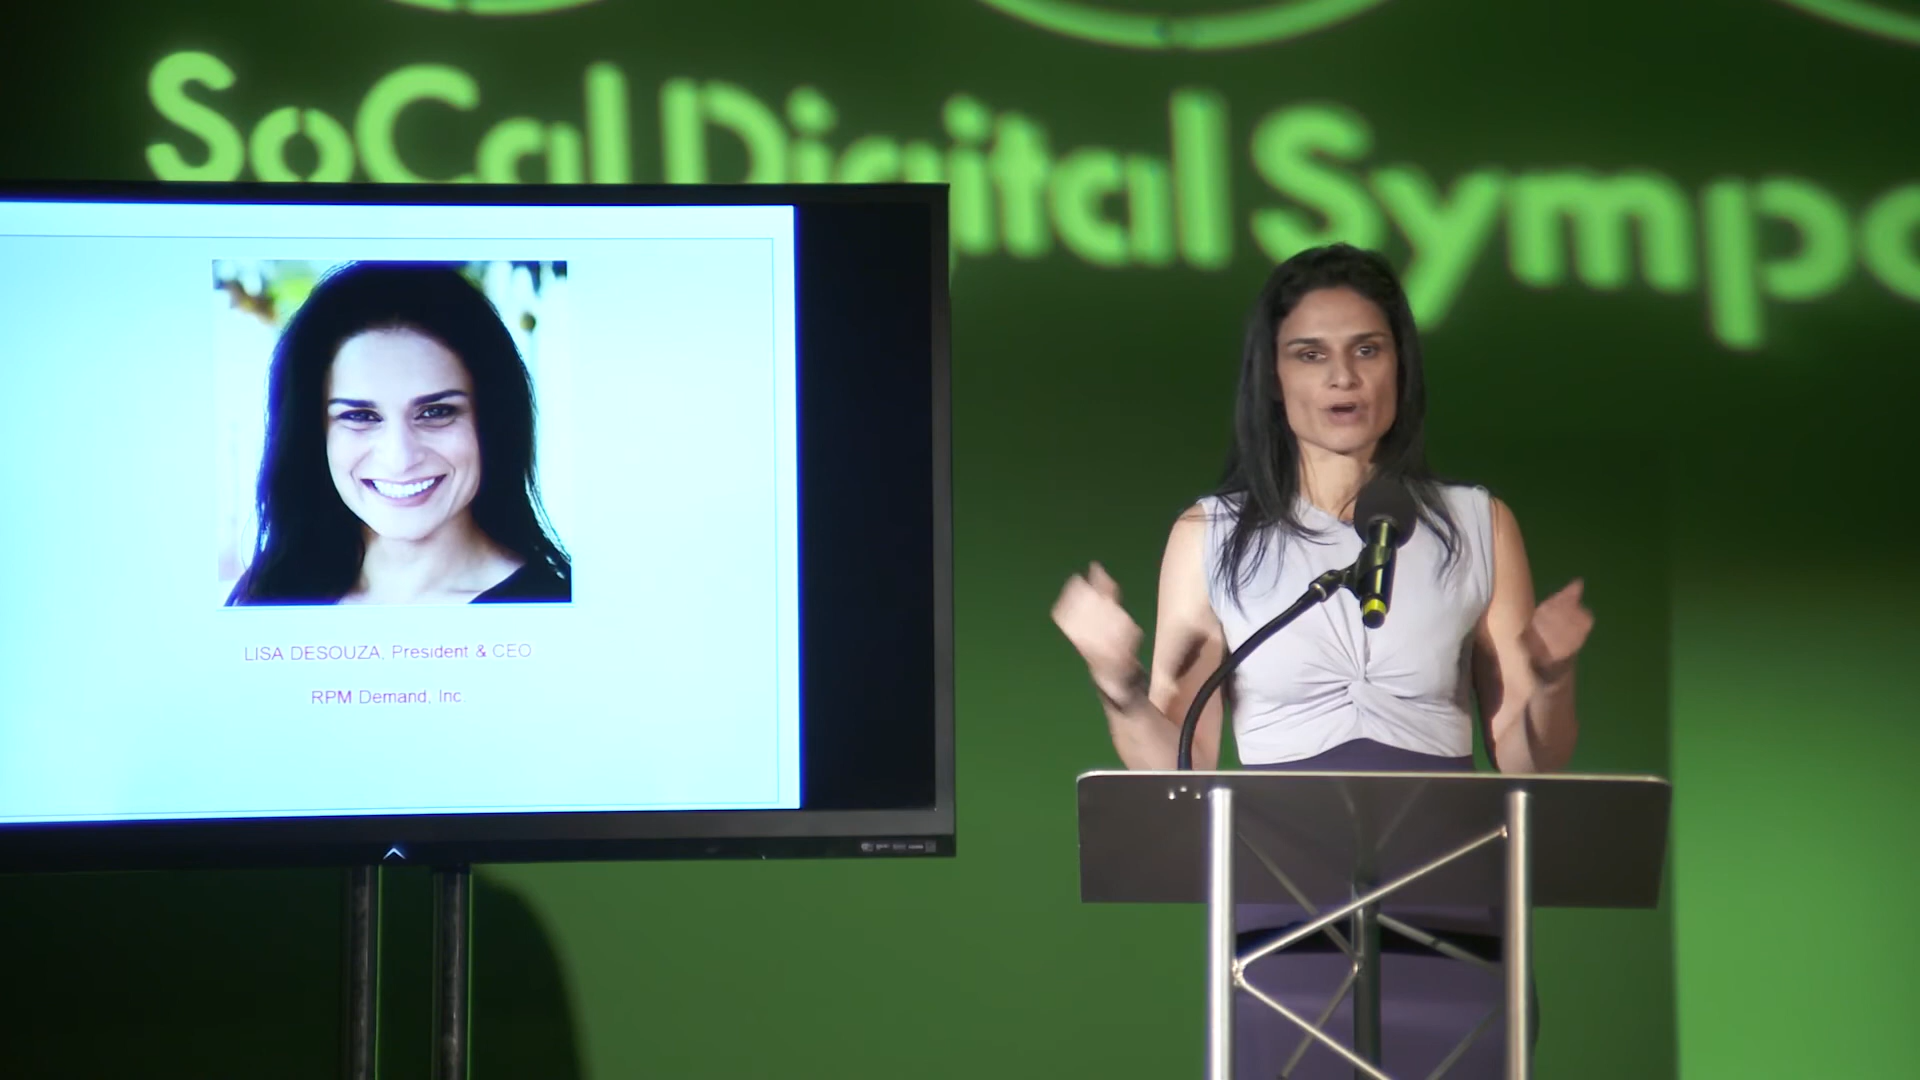 SoCal Digital Sympo
LISA DESOUZA, President & CEO
RPM Demand, Inc.